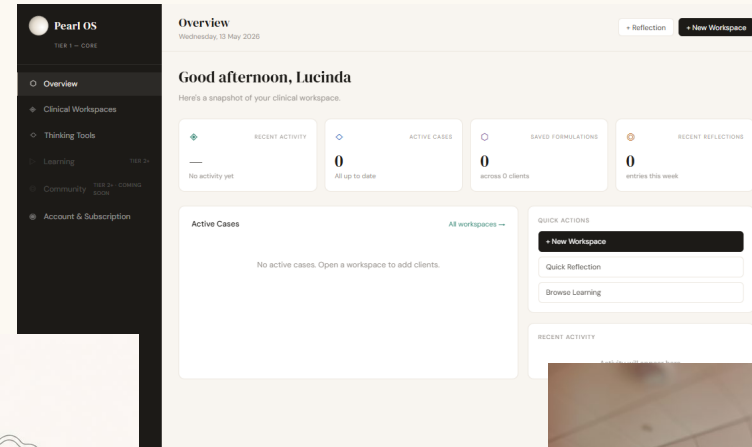 Pearl OS
TIER 1 — CORE
Overview
Clinical Workspaces
Thinking Tools
Learning TIER 2+
Community TIER 3+ · COMING SOON
Account & Subscription
Overview
Wednesday, 13 May 2026
+ Reflection
+ New Workspace
Good afternoon, Lucinda
Here's a snapshot of your clinical workspace.
RECENT ACTIVITY
—
No activity yet
ACTIVE CASES
0
All up to date
SAVED FORMULATIONS
0
across 0 clients
RECENT REFLECTIONS
0
entries this week
Active Cases
All workspaces →
No active cases. Open a workspace to add clients.
QUICK ACTIONS
+ New Workspace
Quick Reflection
Browse Learning
RECENT ACTIVITY